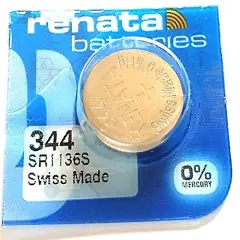 renata
batteries
344
SR1136S
Swiss Made
0%
MERCURY